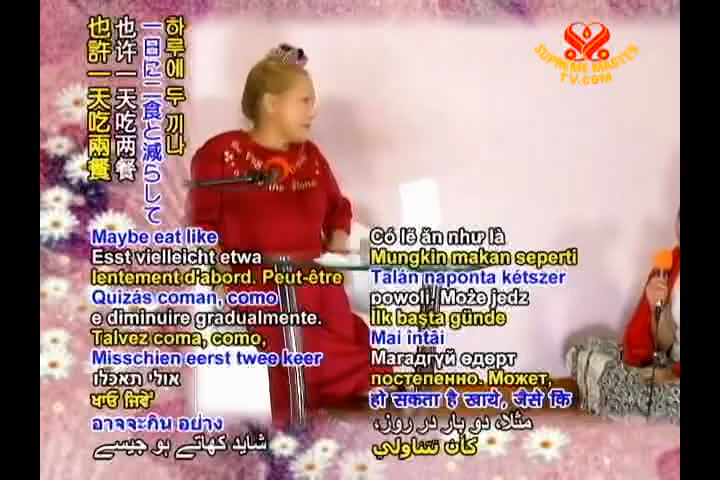 하루에 두 끼나
一日に二食と減らして
也许一天吃两餐
也許一天吃兩餐
SUPREME MASTER
TV.COM
Maybe eat like
Esst vielleicht etwa
lentement d'abord. Peut-être
Quizás coman, como
e diminuire gradualmente.
Talvez coma, como,
Misschien eerst twee keer
אולי תאכלו
ਖਾਓ ਜਿਵੇਂ
อาจจะกิน อย่าง
شاید کھاتے ہو جیسے
Có lẽ ăn như là
Mungkin makan seperti
Talán naponta kétszer
powoli. Może jedz
İlk başta günde
Mai întâi
Магадгүй өдөрт
постепенно. Может,
हो सकता है खाये, जैसे कि
مثلا، دو بار در روز،
كأن تتناولي